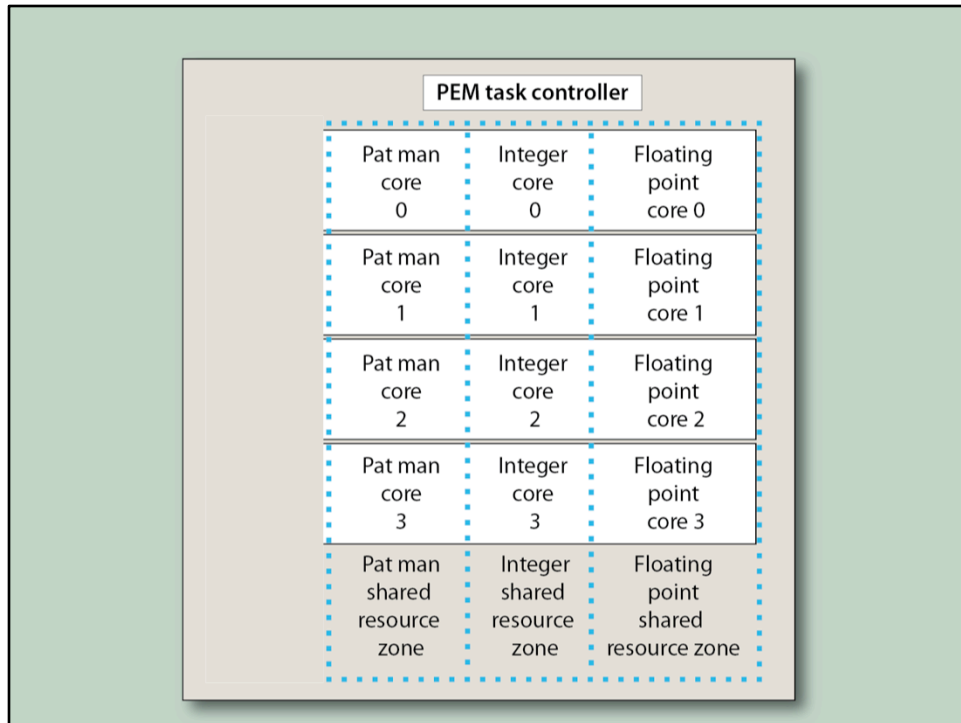 PEM task controller
Pat man
core
0
Integer
core
0
Floating
point
core 0
Pat man
core
1
Integer
core
1
Floating
point
core 1
Pat man
core
2
Integer
core
2
Floating
point
core 2
Pat man
core
3
Integer
core
3
Floating
point
core 3
Pat man
shared
resource
zone
Integer
shared
resource
zone
Floating
point
shared
resource zone